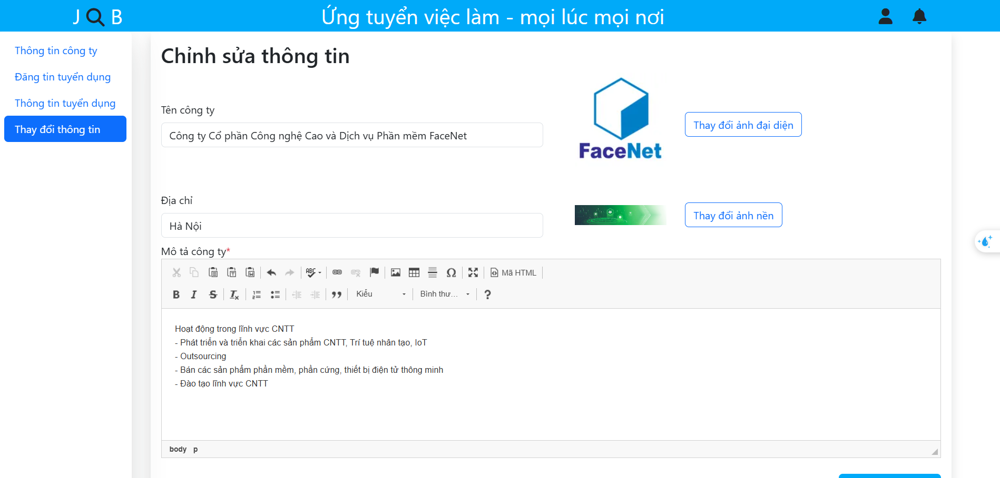 J B
Ứng tuyển việc làm - mọi lúc mọi nơi
Thông tin công ty
Đăng tin tuyển dụng
Thông tin tuyển dụng
Thay đổi thông tin
Chỉnh sửa thông tin
Tên công ty
Công ty Cổ phần Công nghệ Cao và Dịch vụ Phần mềm FaceNet
FaceNet
Thay đổi ảnh đại diện
Địa chỉ
Hà Nội
Thay đổi ảnh nền
Mô tả công ty*
Mã HTML
Kiểu
Bình thư...
Hoạt động trong lĩnh vực CNTT
- Phát triển và triển khai các sản phẩm CNTT, Trí tuệ nhân tạo, IoT
- Outsourcing
- Bán các sản phẩm phần mềm, phần cứng, thiết bị điện tử thông minh
- Đào tạo lĩnh vực CNTT
body p